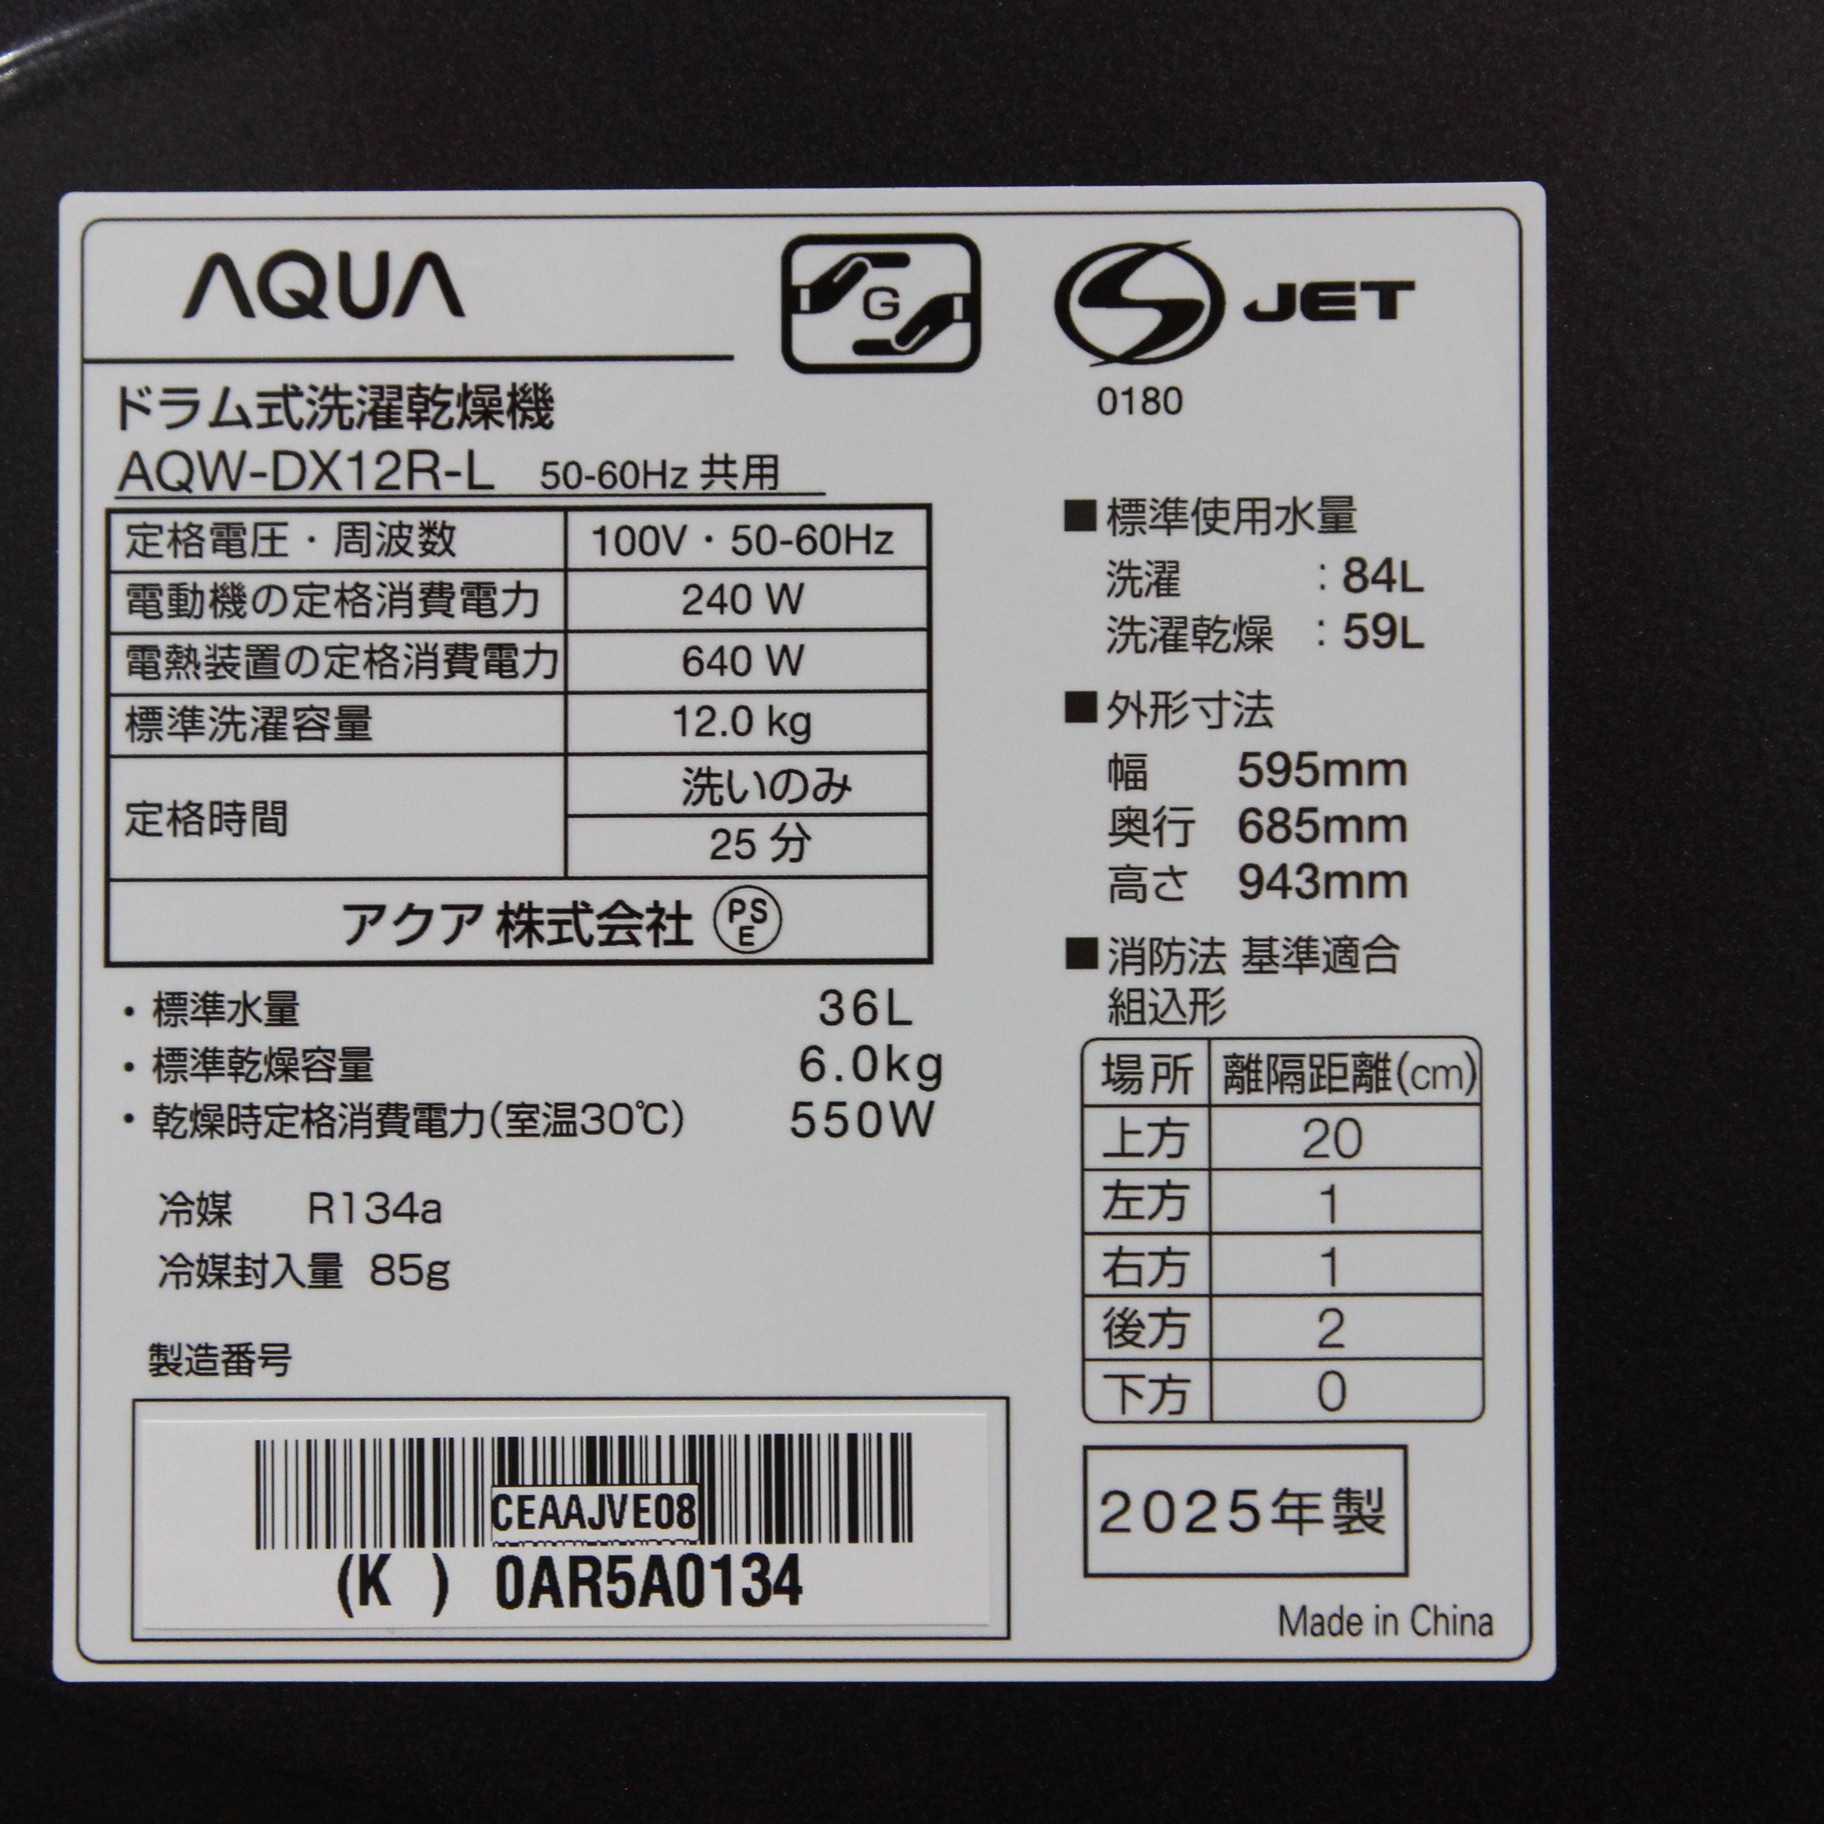 AQUA
G
JET
0180
ドラム式洗濯乾燥機
AQW-DX12R-L 50-60Hz 共用
定格電圧・周波数 100V・50-60Hz
電動機の定格消費電力 240 W
電熱装置の定格消費電力 640 W
標準洗濯容量 12.0 kg
定格時間 洗いのみ
25 分
アクア 株式会社 PSE
・標準水量 36L
・標準乾燥容量 6.0kg
・乾燥時定格消費電力(室温30℃) 550W
冷媒 R134a
冷媒封入量 85g
製造番号
CEAAJVE08
(K ) 0AR5A0134
■標準使用水量
洗濯 : 84L
洗濯乾燥 : 59L
■外形寸法
幅 595mm
奥行 685mm
高さ 943mm
■消防法 基準適合
組込形
場所 離隔距離(cm)
上方 20
左方 1
右方 1
後方 2
下方 0
2025年製
Made in China